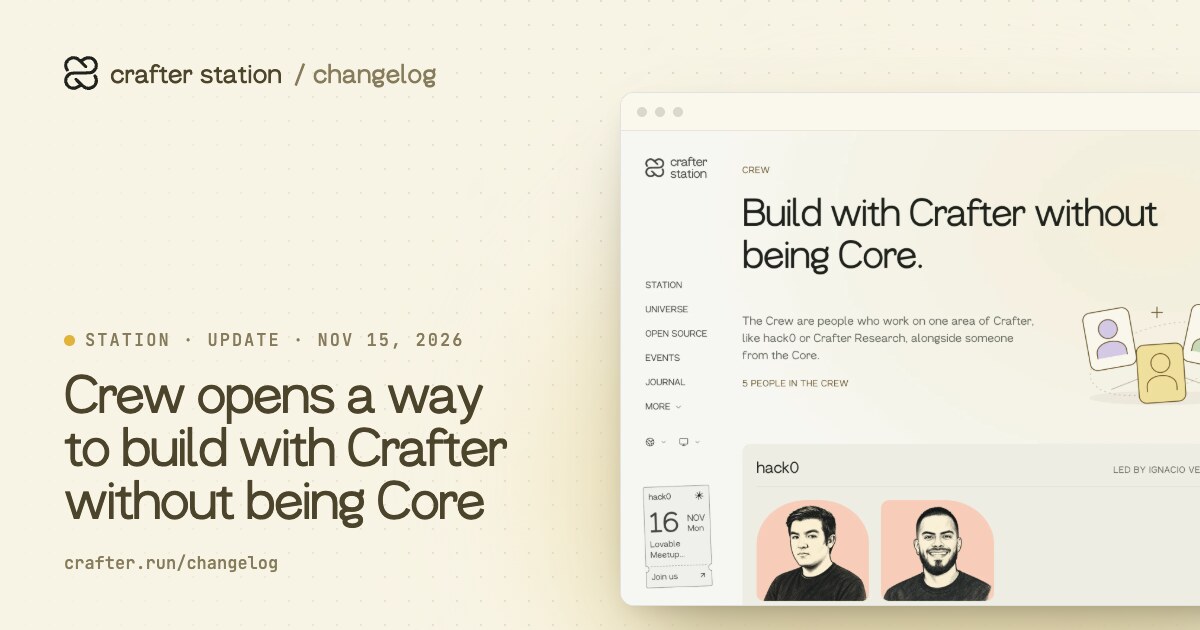 crafter station / changelog
STATION · UPDATE · NOV 15, 2026
Crew opens a way
to build with Crafter
without being Core
crafter.run/changelog
crafter
station
STATION
UNIVERSE
OPEN SOURCE
EVENTS
JOURNAL
MORE
hack0
16 NOV
Mon
Lovable
Meetup...
Join us
CREW
Build with Crafter without
being Core.
The Crew are people who work on one area of Crafter,
like hack0 or Crafter Research, alongside someone
from the Core.
5 PEOPLE IN THE CREW
hack0
LED BY IGNACIO VE